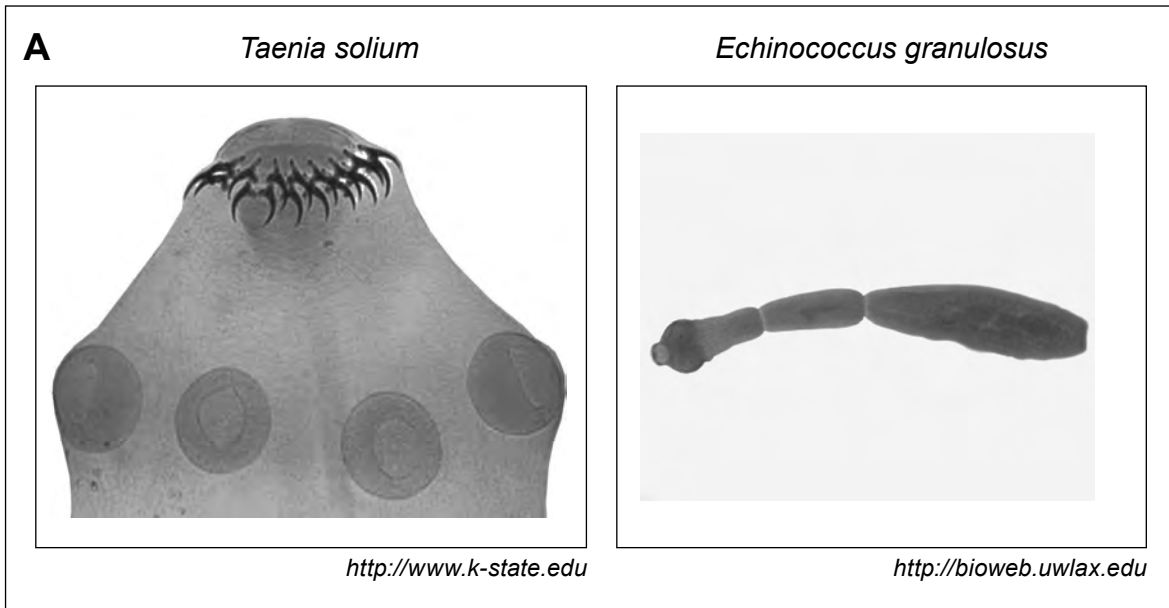 A
Taenia solium
Echinococcus granulosus
http://www.k-state.edu
http://bioweb.uwlax.edu